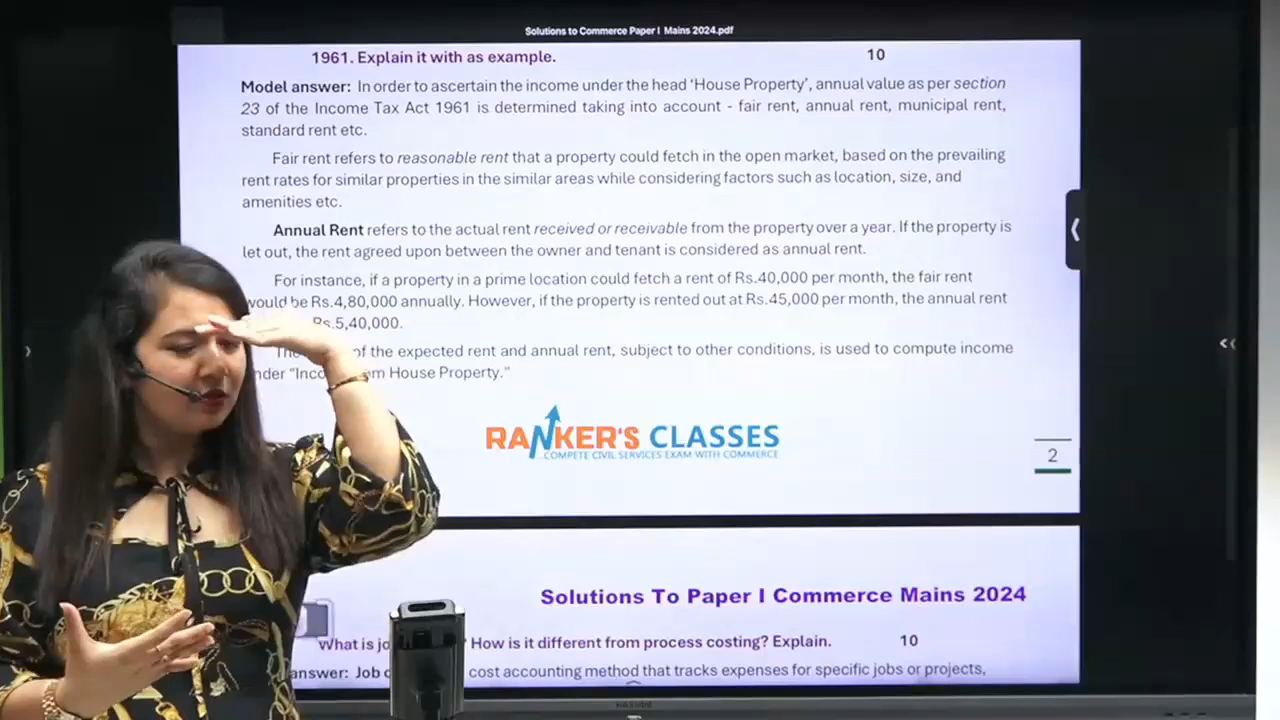 Solutions to Commerce Paper I Mains 2024.pdf
1961. Explain it with as example. 10
Model answer: In order to ascertain the income under the head ‘House Property’, annual value as per section
23 of the Income Tax Act 1961 is determined taking into account - fair rent, annual rent, municipal rent,
standard rent etc.
Fair rent refers to reasonable rent that a property could fetch in the open market, based on the prevailing
rent rates for similar properties in the similar areas while considering factors such as location, size, and
amenities etc.
Annual Rent refers to the actual rent received or receivable from the property over a year. If the property is
let out, the rent agreed upon between the owner and tenant is considered as annual rent.
For instance, if a property in a prime location could fetch a rent of Rs.40,000 per month, the fair rent
would be Rs.4,80,000 annually. However, if the property is rented out at Rs.45,000 per month, the annual rent
Rs.5,40,000.
of the expected rent and annual rent, subject to other conditions, is used to compute income
House Property.”
RANKER'S CLASSES
...COMPETE CIVIL SERVICES EXAM WITH COMMERCE
2
Solutions To Paper I Commerce Mains 2024
What is How is it different from process costing? Explain. 10
answer: Job cost accounting method that tracks expenses for specific jobs or projects,